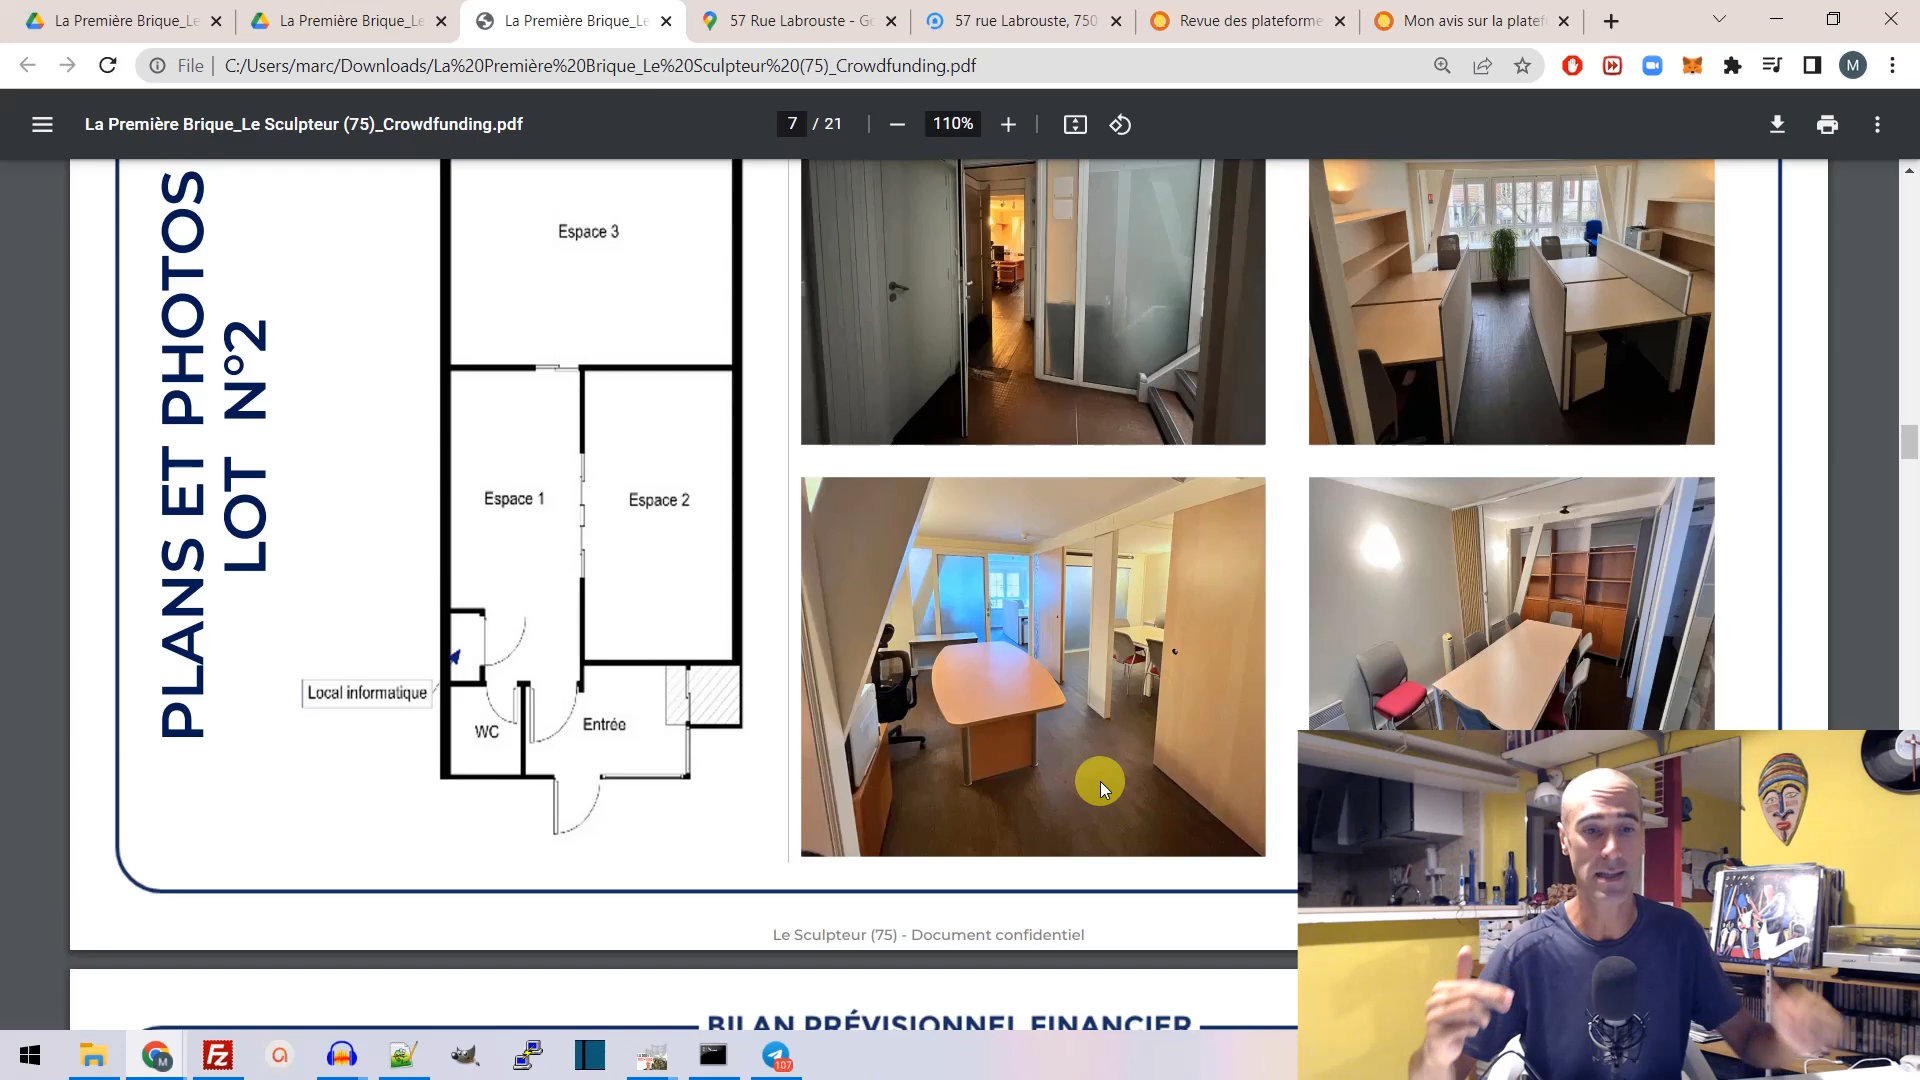 La Première Brique_Le
La Première Brique_Le
La Première Brique_Le
57 Rue Labrouste - Go
57 rue Labrouste, 750
Revue des plateforme
Mon avis sur la platef
File
C:/Users/marc/Downloads/La%20Première%20Brique_Le%20Sculpteur%20(75)_Crowdfunding.pdf
M
La Première Brique_Le Sculpteur (75)_Crowdfunding.pdf
7 / 21
110%
PLANS ET PHOTOS
LOT N°2
Espace 3
Espace 1
Espace 2
Local informatique
WC
Entrée
Le Sculpteur (75) - Document confidentiel
BILAN PRÉVISIONNEL FINANCIER
M
107